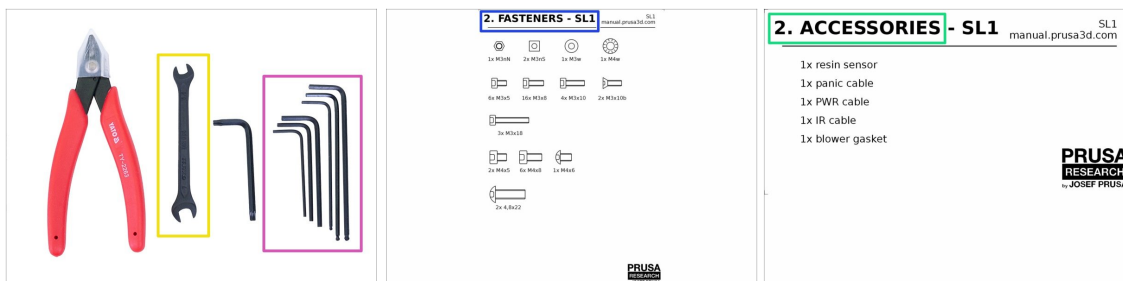 YATO
YT-2263
2. FASTENERS - SL1
SL1
manual.prusa3d.com
1x M3nN
2x M3nS
1x M3w
1x M4w
6x M3x5
16x M3x8
4x M3x10
2x M3x10b
3x M3x18
2x M4x5
6x M4x8
1x M4x6
2x 4,8x22
PRUSA
RESEARCH
2. ACCESSORIES - SL1
SL1
manual.prusa3d.com
1x resin sensor
1x panic cable
1x PWR cable
1x IR cable
1x blower gasket
PRUSA
RESEARCH
by JOSEF PRUSA